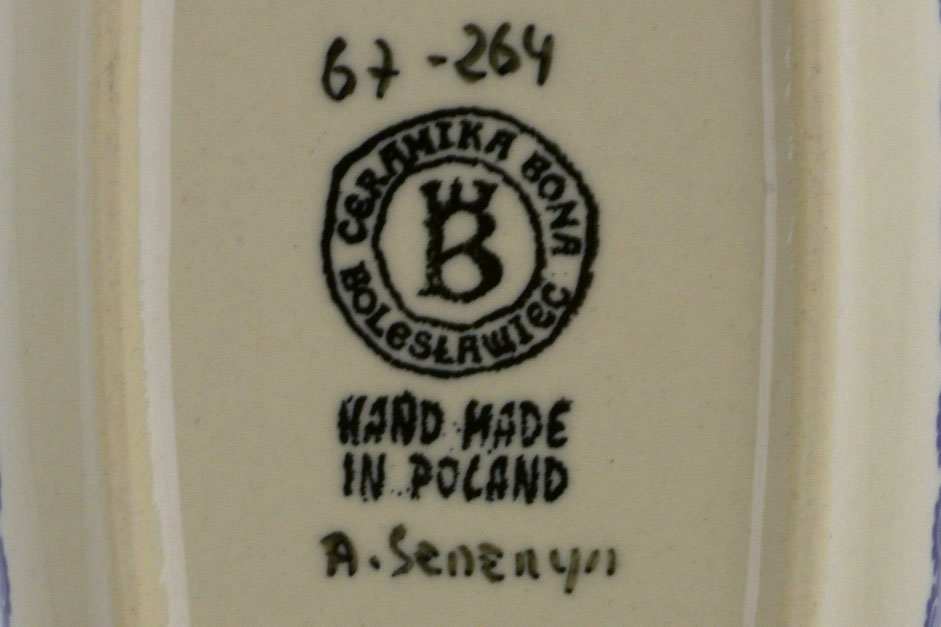 67-264
CERAMIKA BONA
B
BOLESŁAWIEC
HAND MADE
IN POLAND
A.